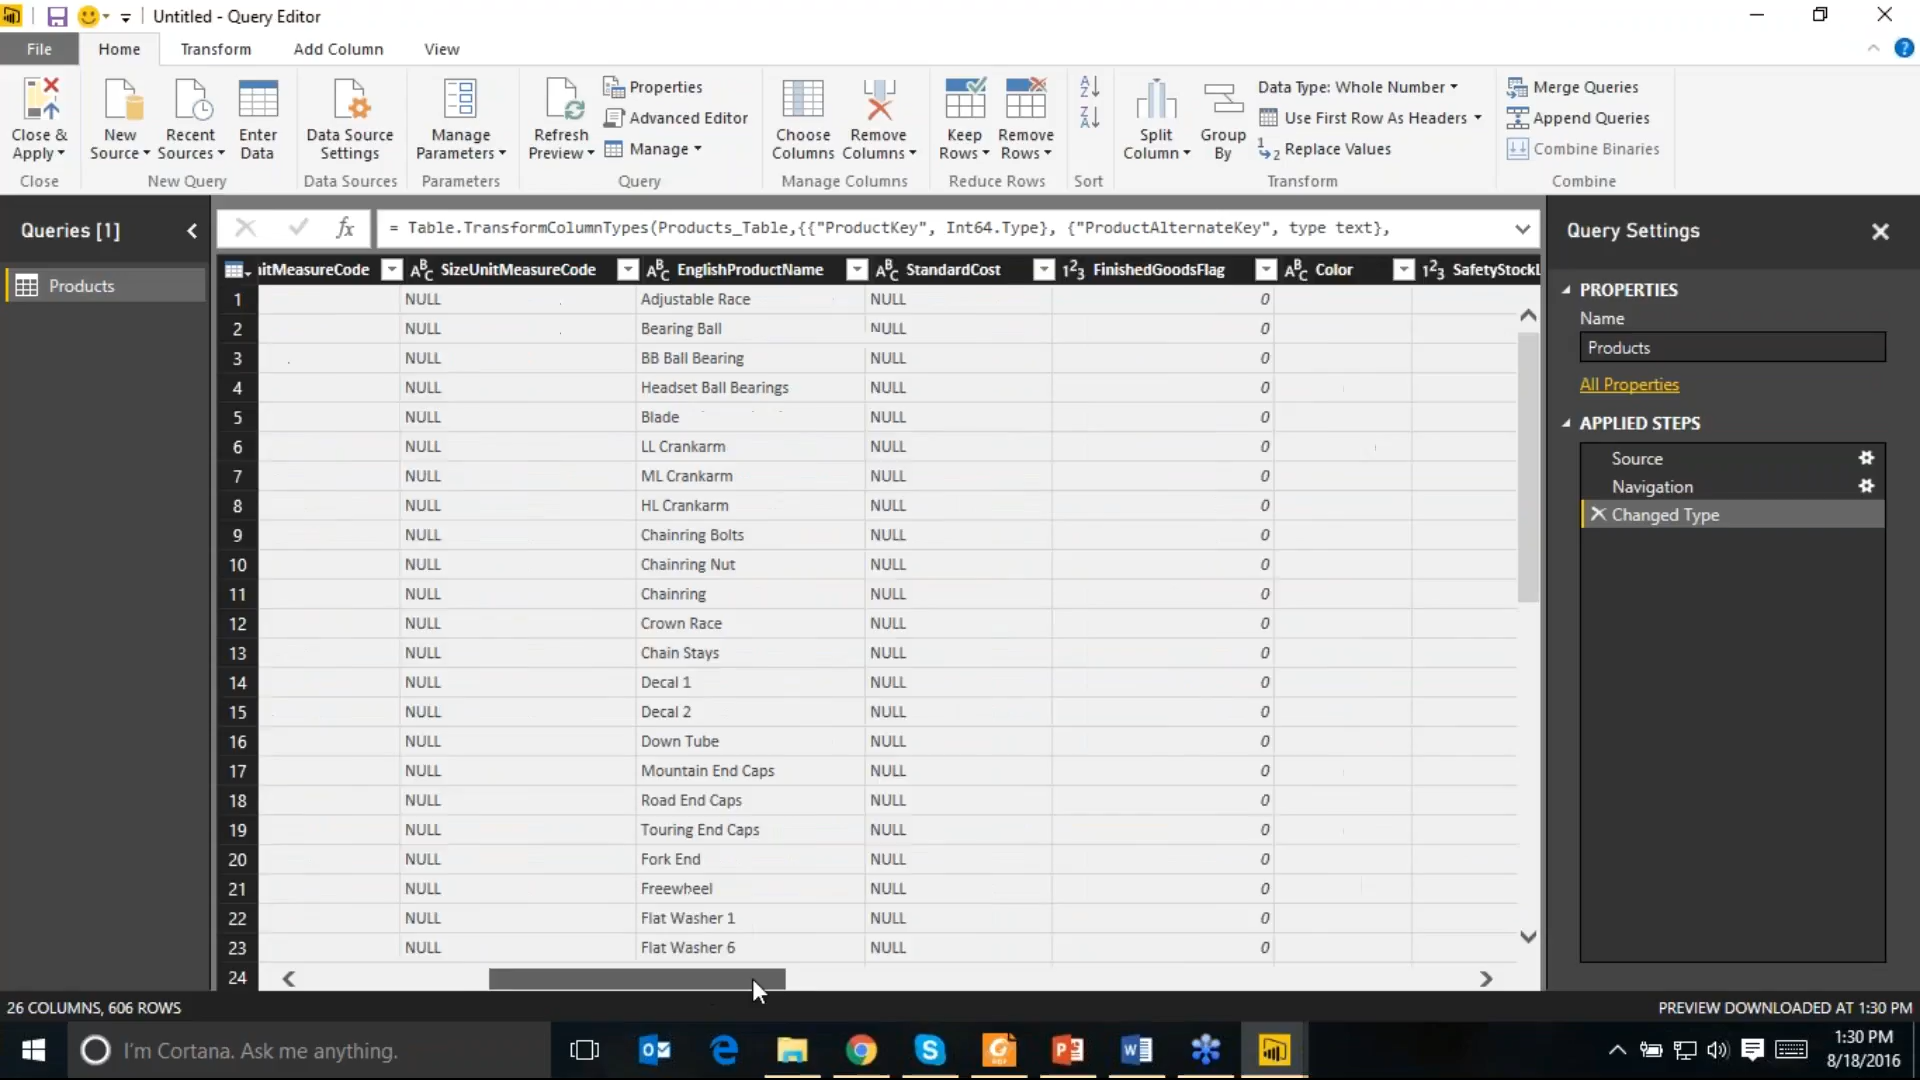 Untitled - Query Editor
File Home Transform Add Column View
Close & Apply
Close
New Source
Recent Sources
Enter Data
New Query
Data Source Settings
Data Sources
Manage Parameters
Parameters
Refresh Preview
Properties
Advanced Editor
Manage
Query
Choose Columns
Remove Columns
Manage Columns
Keep Rows
Remove Rows
Reduce Rows
Sort
Split Column
Group By
Data Type: Whole Number
Use First Row As Headers
Replace Values
Transform
Merge Queries
Append Queries
Combine Binaries
Combine
Queries [1]
Products
fx = Table.TransformColumnTypes(Products_Table,{{"ProductKey", Int64.Type}, {"ProductAlternateKey", type text},
itMeasureCode SizeUnitMeasureCode EnglishProductName StandardCost FinishedGoodsFlag Color SafetyStockL
1 NULL Adjustable Race NULL 0
2 NULL Bearing Ball NULL 0
3 NULL BB Ball Bearing NULL 0
4 NULL Headset Ball Bearings NULL 0
5 NULL Blade NULL 0
6 NULL LL Crankarm NULL 0
7 NULL ML Crankarm NULL 0
8 NULL HL Crankarm NULL 0
9 NULL Chainring Bolts NULL 0
10 NULL Chainring Nut NULL 0
11 NULL Chainring NULL 0
12 NULL Crown Race NULL 0
13 NULL Chain Stays NULL 0
14 NULL Decal 1 NULL 0
15 NULL Decal 2 NULL 0
16 NULL Down Tube NULL 0
17 NULL Mountain End Caps NULL 0
18 NULL Road End Caps NULL 0
19 NULL Touring End Caps NULL 0
20 NULL Fork End NULL 0
21 NULL Freewheel NULL 0
22 NULL Flat Washer 1 NULL 0
23 NULL Flat Washer 6 NULL 0
24
Query Settings
PROPERTIES
Name
Products
All Properties
APPLIED STEPS
Source
Navigation
Changed Type
26 COLUMNS, 606 ROWS
PREVIEW DOWNLOADED AT 1:30 PM
I'm Cortana. Ask me anything.
1:30 PM
8/18/2016